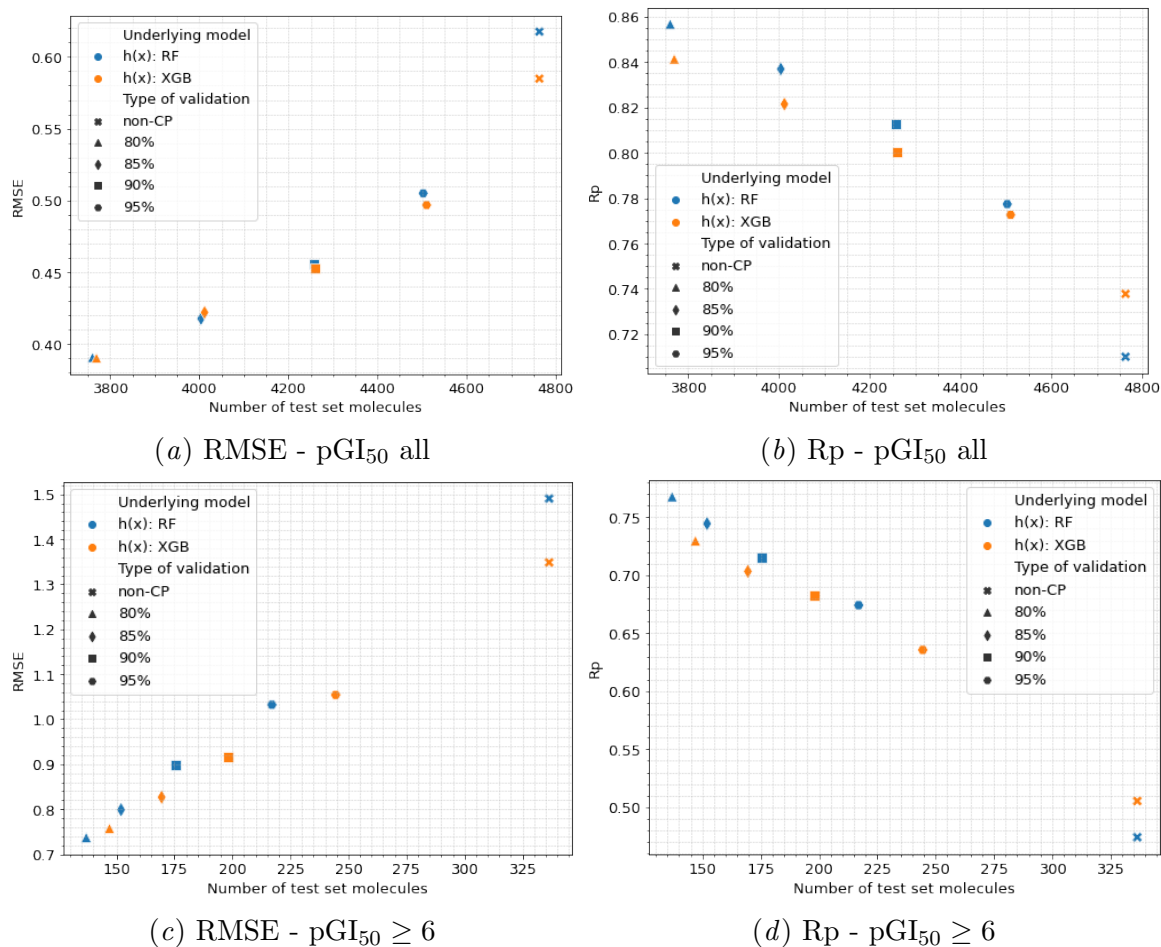 Underlying model
h(x): RF
h(x): XGB
Type of validation
non-CP
80%
85%
90%
95%
RMSE
0.60
0.55
0.50
0.45
0.40
3800 4000 4200 4400 4600 4800
Number of test set molecules
(a) RMSE - pGI₅₀ all
Rp
0.86
0.84
0.82
0.80
0.78
0.76
0.74
0.72
Underlying model
h(x): RF
h(x): XGB
Type of validation
non-CP
80%
85%
90%
95%
3800 4000 4200 4400 4600 4800
Number of test set molecules
(b) Rp - pGI₅₀ all
Underlying model
h(x): RF
h(x): XGB
Type of validation
non-CP
80%
85%
90%
95%
RMSE
1.5
1.4
1.3
1.2
1.1
1.0
0.9
0.8
0.7
150 175 200 225 250 275 300 325
Number of test set molecules
(c) RMSE - pGI₅₀ ≥ 6
Underlying model
h(x): RF
h(x): XGB
Type of validation
non-CP
80%
85%
90%
95%
Rp
0.75
0.70
0.65
0.60
0.55
0.50
150 175 200 225 250 275 300 325
Number of test set molecules
(d) Rp - pGI₅₀ ≥ 6